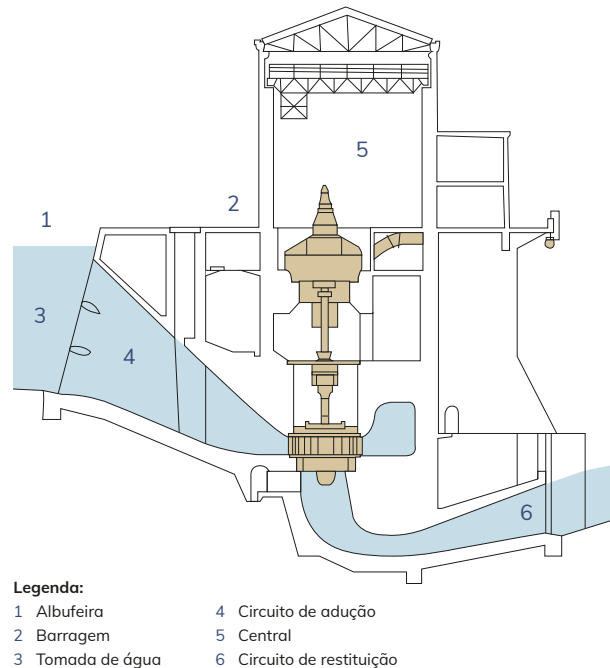 5
2
1
3
4
6
Legenda:
1 Albufeira
2 Barragem
3 Tomada de água
4 Circuito de adução
5 Central
6 Circuito de restituição